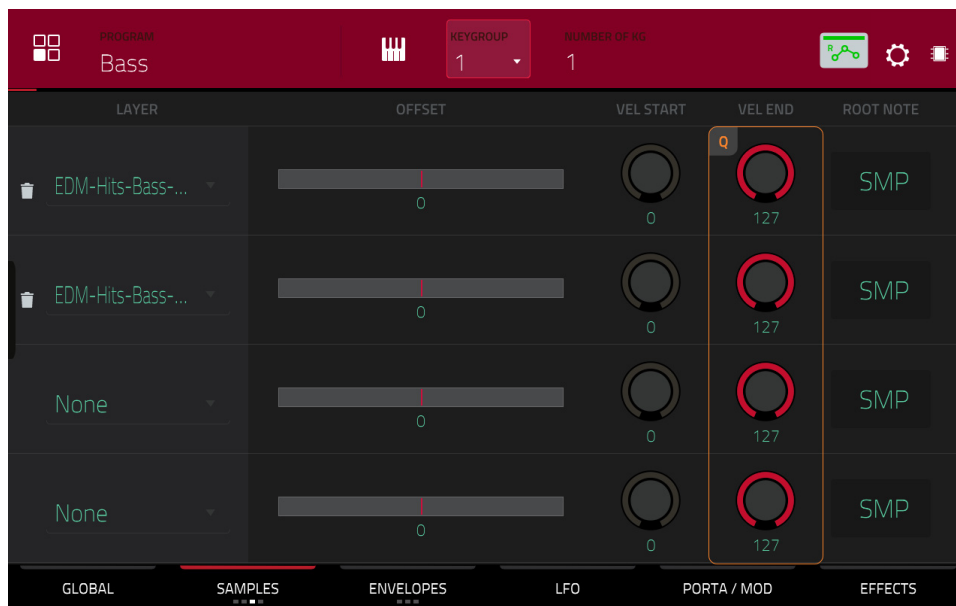 PROGRAM
Bass
KEYGROUP
1
NUMBER OF KG
1
R
LAYER OFFSET VEL START VEL END ROOT NOTE
Q
EDM-Hits-Bass-... 0 0 127 SMP
EDM-Hits-Bass-... 0 0 127 SMP
None 0 0 127 SMP
None 0 0 127 SMP
GLOBAL SAMPLES ENVELOPES LFO PORTA / MOD EFFECTS